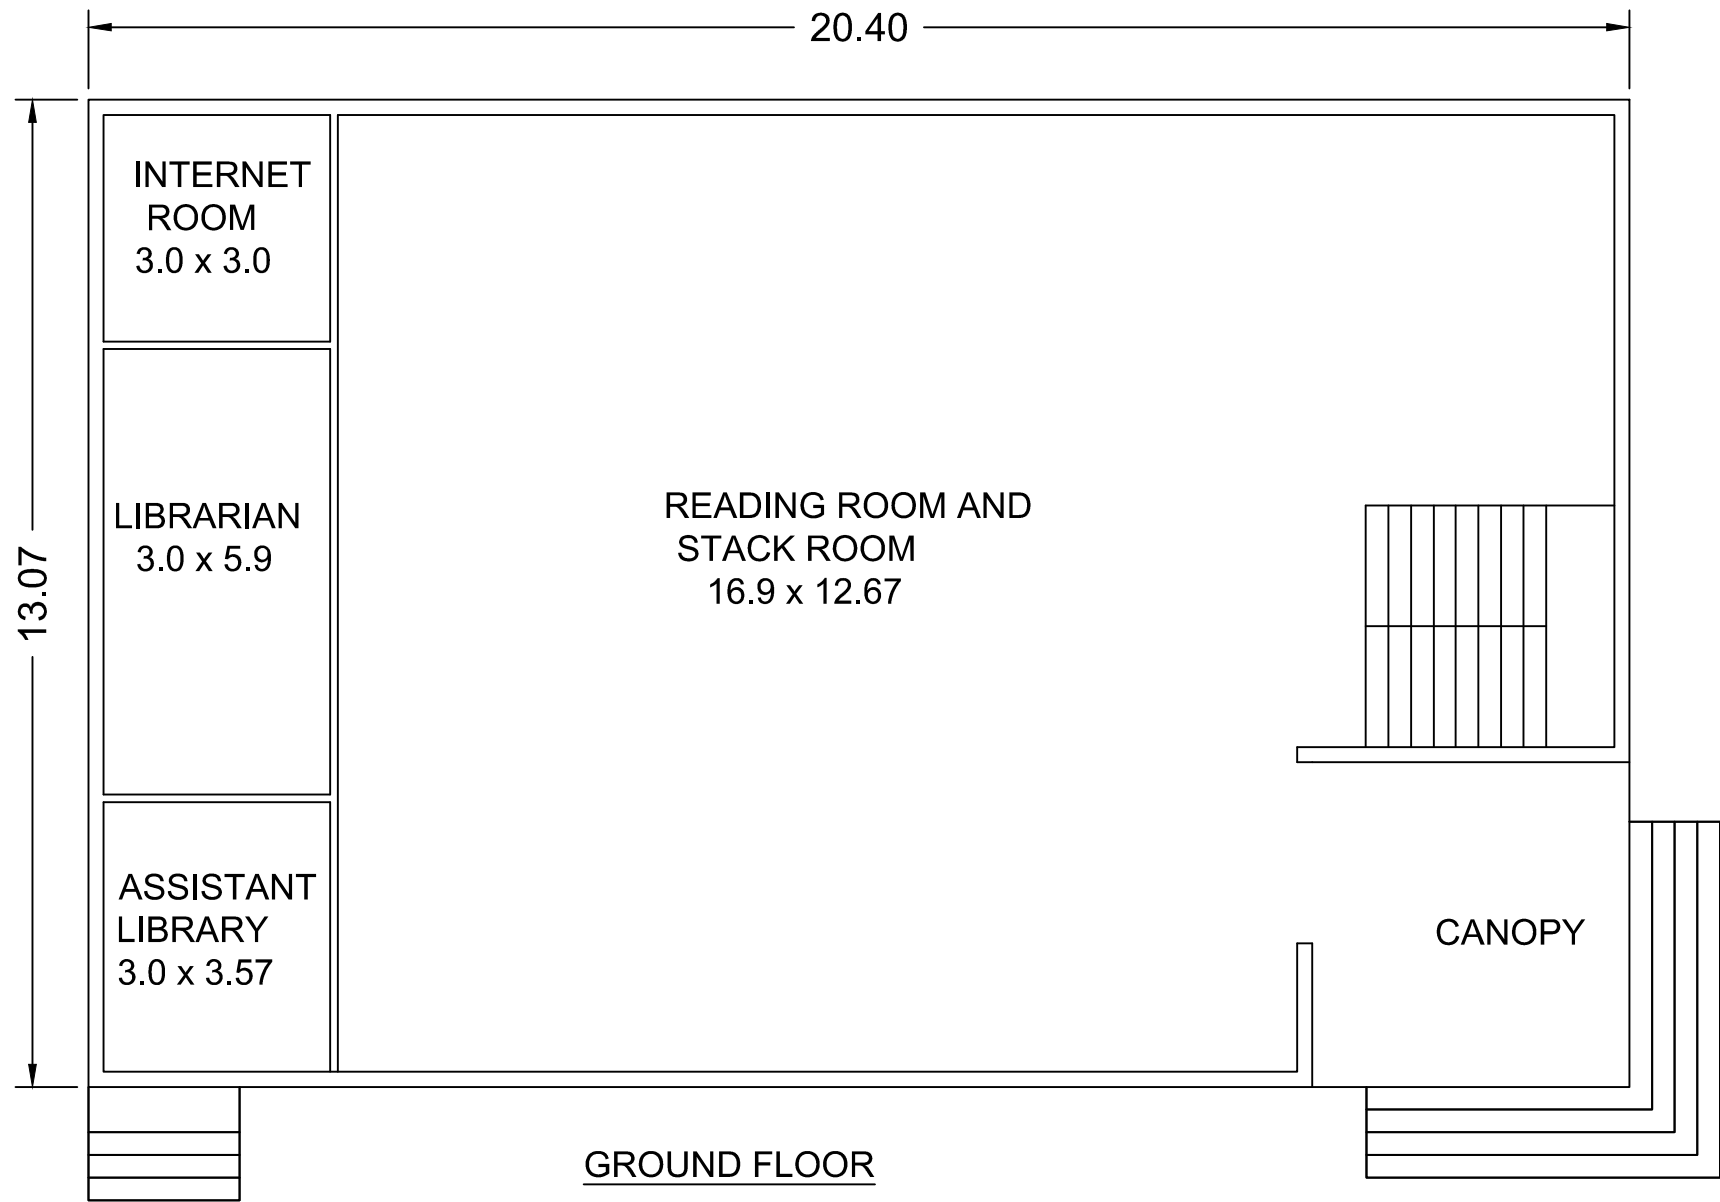 20.40
13.07
INTERNET
ROOM
3.0 x 3.0
LIBRARIAN
3.0 x 5.9
ASSISTANT
LIBRARY
3.0 x 3.57
READING ROOM AND
STACK ROOM
16.9 x 12.67
CANOPY
GROUND FLOOR